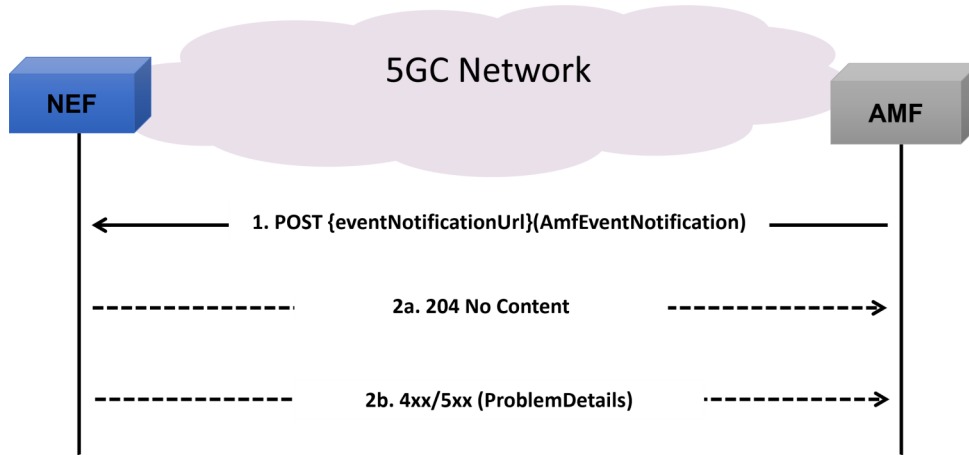 5GC Network
NEF
AMF
1. POST {eventNotificationUrl}(AmfEventNotification)
2a. 204 No Content
2b. 4xx/5xx (ProblemDetails)